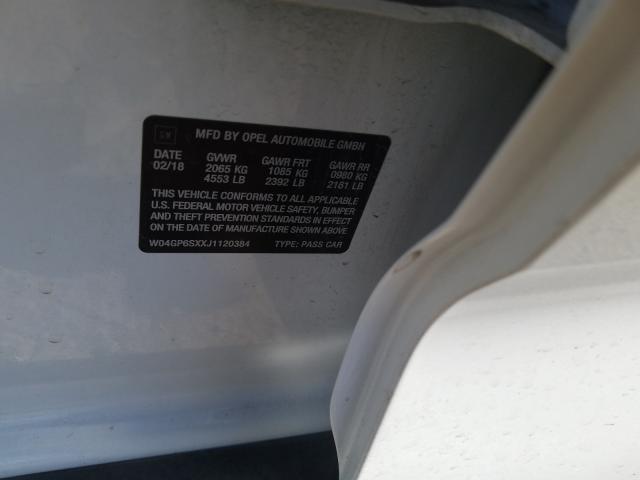 GM MFD BY OPEL AUTOMOBILE GMBH
DATE GVWR GAWR FRT GAWR RR
02/18 2065 KG 1085 KG 0980 KG
4553 LB 2392 LB 2161 LB
THIS VEHICLE CONFORMS TO ALL APPLICABLE
U.S. FEDERAL MOTOR VEHICLE SAFETY, BUMPER
AND THEFT PREVENTION STANDARDS IN EFFECT
ON THE DATE OF MANUFACTURE SHOWN ABOVE.
W04GP6SXXJ1120384 TYPE: PASS CAR